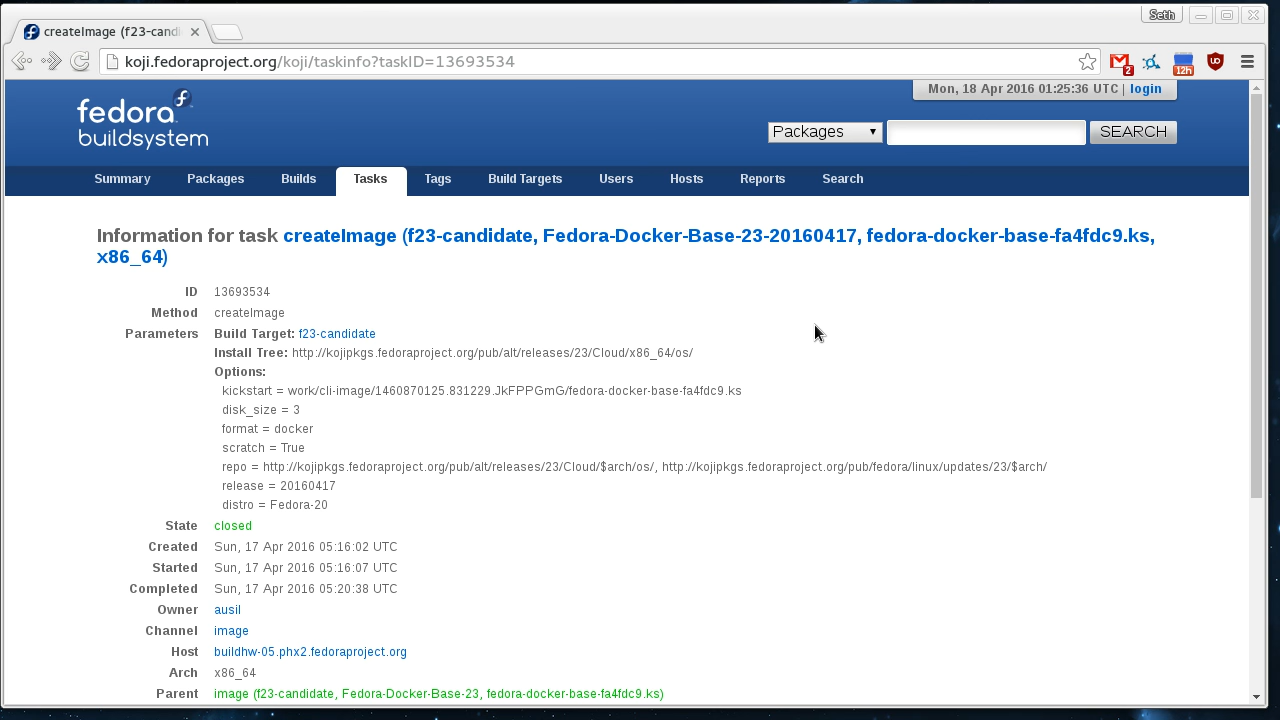 Seth
createImage (f23-candi
koji.fedoraproject.org/koji/taskinfo?taskID=13693534
2
12h
UO
Mon, 18 Apr 2016 01:25:36 UTC | login
fedora
buildsystem
Packages
SEARCH
Summary Packages Builds Tasks Tags Build Targets Users Hosts Reports Search
Information for task createImage (f23-candidate, Fedora-Docker-Base-23-20160417, fedora-docker-base-fa4fdc9.ks,
x86_64)
ID 13693534
Method createImage
Parameters Build Target: f23-candidate
Install Tree: http://kojipkgs.fedoraproject.org/pub/alt/releases/23/Cloud/x86_64/os/
Options:
kickstart = work/cli-image/1460870125.831229.JkFPPGmG/fedora-docker-base-fa4fdc9.ks
disk_size = 3
format = docker
scratch = True
repo = http://kojipkgs.fedoraproject.org/pub/alt/releases/23/Cloud/$arch/os/, http://kojipkgs.fedoraproject.org/pub/fedora/linux/updates/23/$arch/
release = 20160417
distro = Fedora-20
State closed
Created Sun, 17 Apr 2016 05:16:02 UTC
Started Sun, 17 Apr 2016 05:16:07 UTC
Completed Sun, 17 Apr 2016 05:20:38 UTC
Owner ausil
Channel image
Host buildhw-05.phx2.fedoraproject.org
Arch x86_64
Parent image (f23-candidate, Fedora-Docker-Base-23, fedora-docker-base-fa4fdc9.ks)